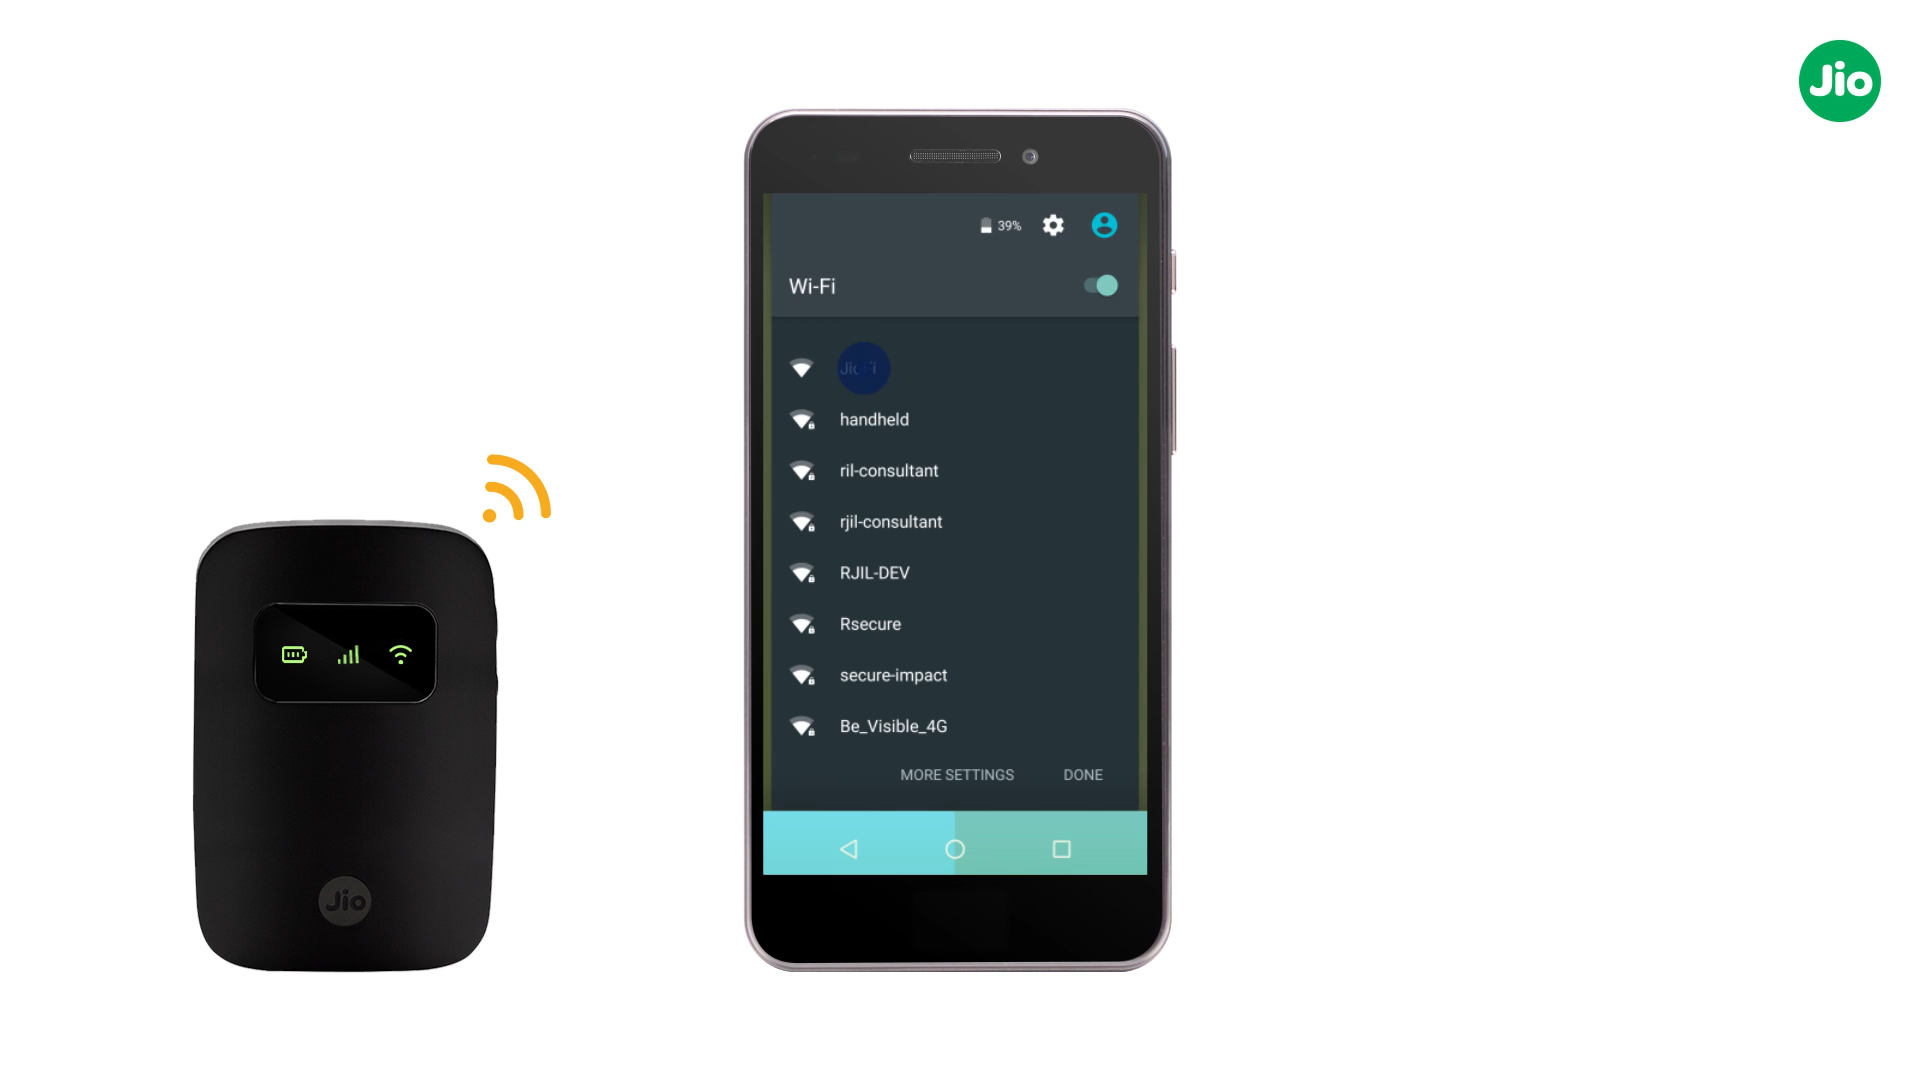 Jio
39%
Wi-Fi
JioFi
handheld
ril-consultant
rjil-consultant
RJIL-DEV
Rsecure
secure-impact
Be_Visible_4G
MORE SETTINGS DONE
Jio